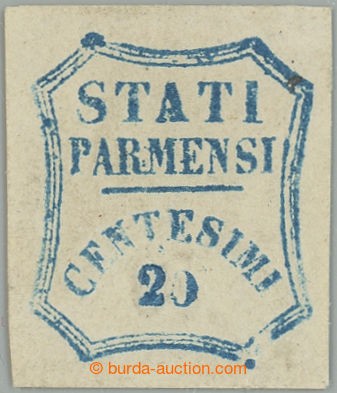 STATI
PARMENSI
CENTESIMI
20
© burda-auction.com